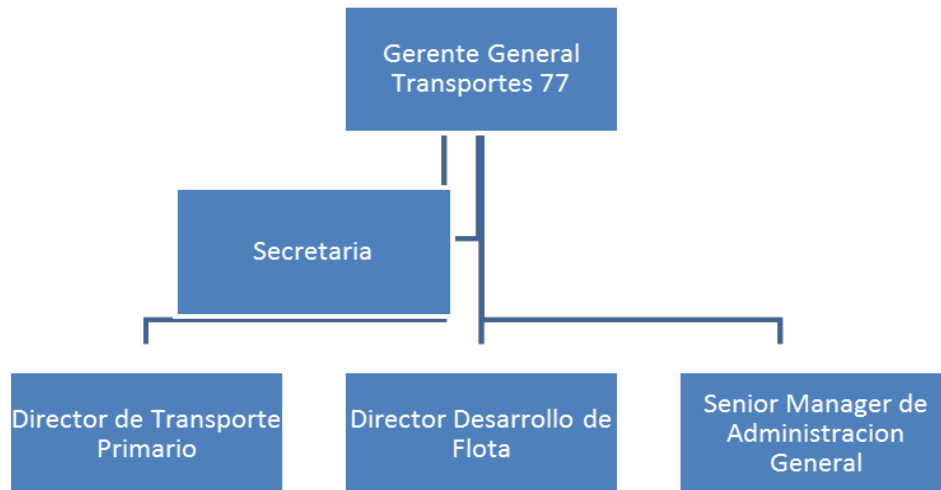 Gerente General
Transportes 77
Secretaria
Director de Transporte
Primario
Director Desarrollo de
Flota
Senior Manager de
Administracion
General